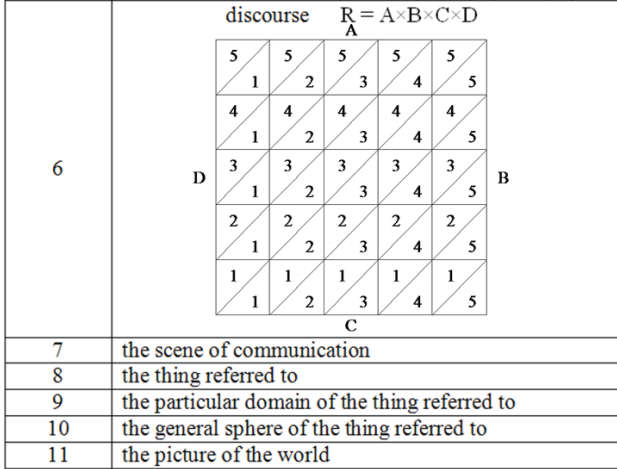 discourse R = A×B×C×D
A
5 5 5 5 5
1 2 3 4 5
4 4 4 4 4
1 2 3 4 5
6 D 3 3 3 3 3 B
1 2 3 4 5
2 2 2 2 2
1 2 3 4 5
1 1 1 1 1
1 2 3 4 5
C
7 the scene of communication
8 the thing referred to
9 the particular domain of the thing referred to
10 the general sphere of the thing referred to
11 the picture of the world